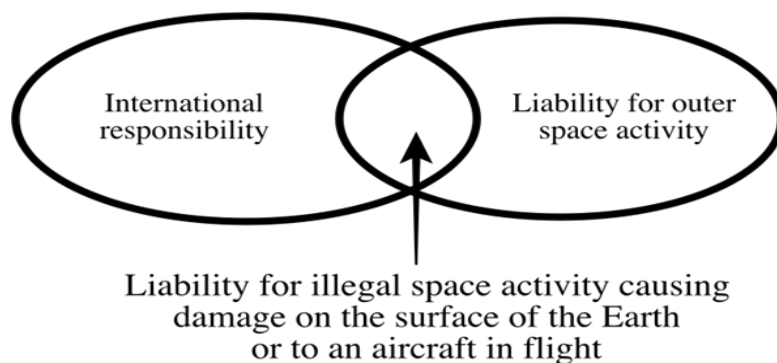 International
responsibility
Liability for outer
space activity
Liability for illegal space activity causing
damage on the surface of the Earth
or to an aircraft in flight